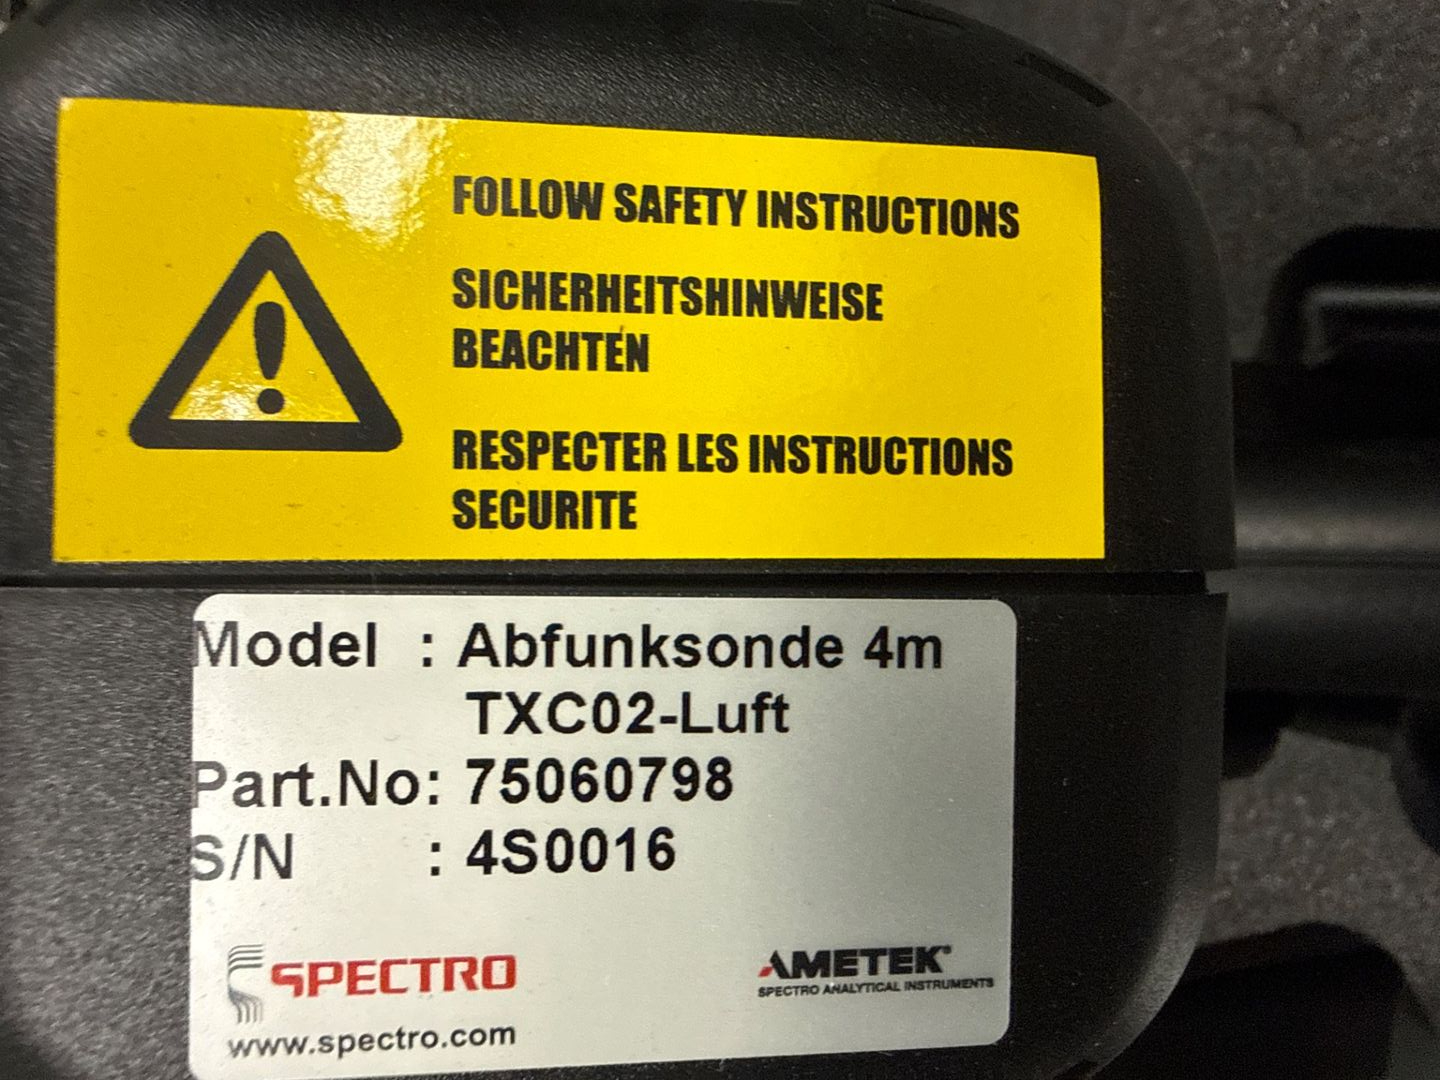 FOLLOW SAFETY INSTRUCTIONS
SICHERHEITSHINWEISE
BEACHTEN
RESPECTER LES INSTRUCTIONS
SECURITE
Model : Abfunksonde 4m
TXC02-Luft
Part.No: 75060798
S/N : 4S0016
SPECTRO
www.spectro.com
AMETEK®
SPECTRO ANALYTICAL INSTRUMENTS